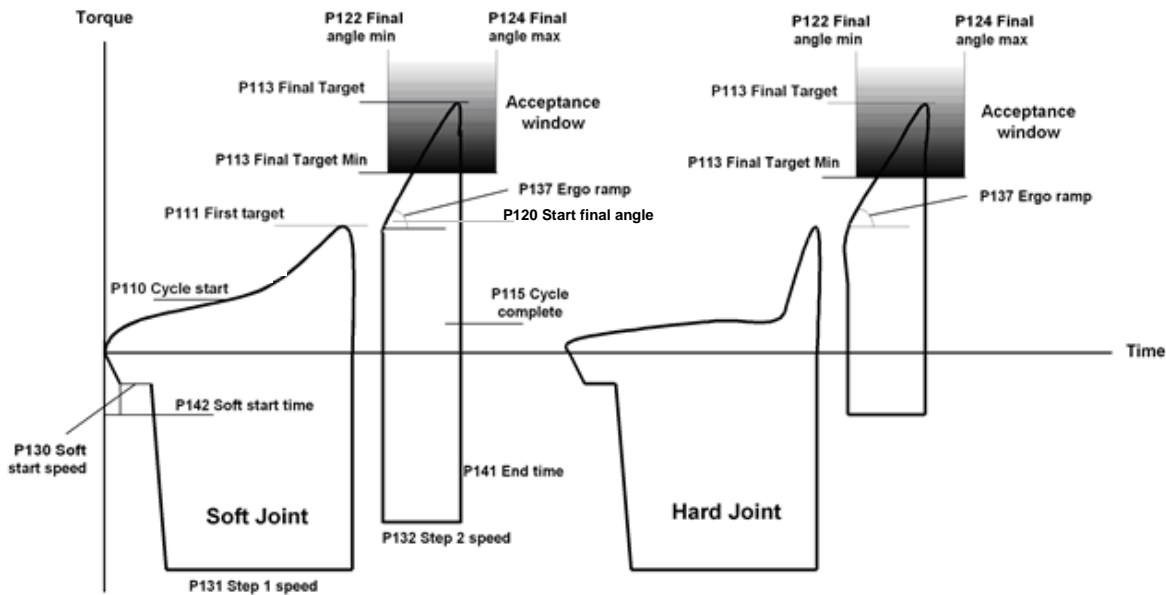 Torque
P122 Final
angle min
P124 Final
angle max
P113 Final Target
Acceptance
window
P113 Final Target Min
P137 Ergo ramp
P111 First target
P120 Start final angle
P110 Cycle start
P115 Cycle
complete
P142 Soft start time
P130 Soft
start speed
P141 End time
Soft Joint
P132 Step 2 speed
P131 Step 1 speed
P122 Final
angle min
P124 Final
angle max
P113 Final Target
Acceptance
window
P113 Final Target Min
P137 Ergo ramp
Time
Hard Joint